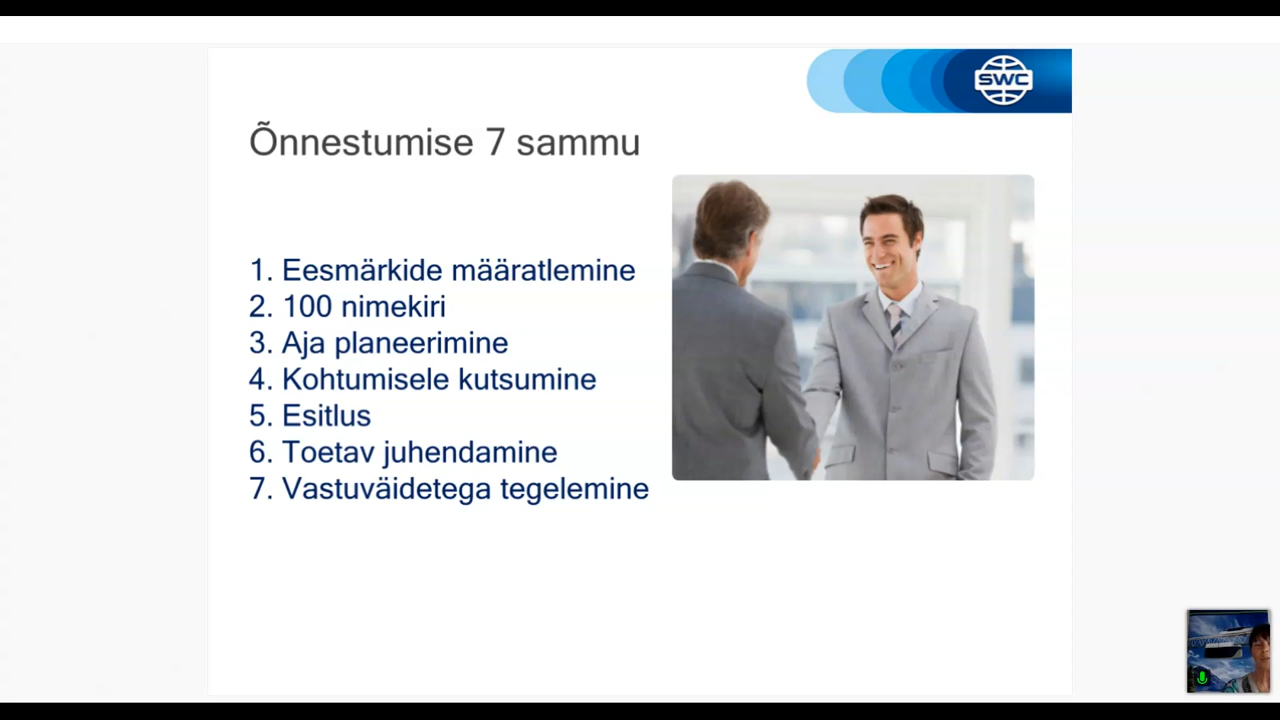 SWC
Õnnestumise 7 sammu
1. Eesmärkide määratlemine
2. 100 nimekiri
3. Aja planeerimine
4. Kohtumisele kutsumine
5. Esitlus
6. Toetav juhendamine
7. Vastuväidetega tegelemine